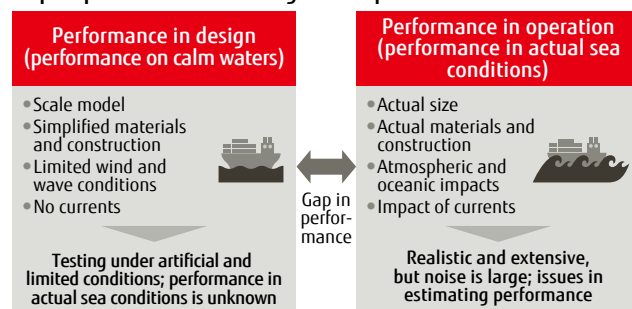 Performance in design
(performance on calm waters)
• Scale model
• Simplified materials
and construction
• Limited wind and
wave conditions
• No currents
Testing under artificial and
limited conditions; performance in
actual sea conditions is unknown
Gap in
perfor-
mance
Performance in operation
(performance in actual sea
conditions)
• Actual size
• Actual materials and
construction
• Atmospheric and
oceanic impacts
• Impact of currents
Realistic and extensive,
but noise is large; issues in
estimating performance